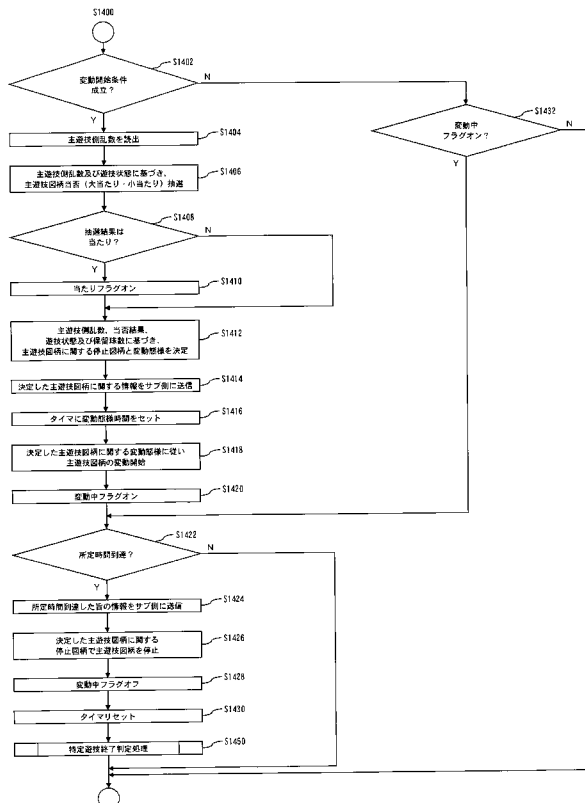 S1400
S1402
変動開始条件
成立？
N
Y
S1432
変動中
フラグオン？
N
Y
S1404
主遊技側乱数を読出
S1406
主遊技側乱数及び遊技状態に基づき、
主遊技図柄当否（大当たり・小当たり）抽選
S1408
抽選結果は
当たり？
N
Y
S1410
当たりフラグオン
S1412
主遊技側乱数、当否結果、
遊技状態及び保留球数に基づき、
主遊技図柄に関する停止図柄と変動態様を決定
S1414
決定した主遊技図柄に関する情報をサブ側に送信
S1416
タイマに変動態様時間をセット
S1418
決定した主遊技図柄に関する変動態様に従い
主遊技図柄の変動開始
S1420
変動中フラグオン
S1422
所定時間到達？
N
Y
S1424
所定時間到達した旨の情報をサブ側に送信
S1426
決定した主遊技図柄に関する
停止図柄で主遊技図柄を停止
S1428
変動中フラグオフ
S1430
タイマリセット
S1450
特定遊技終了判定処理